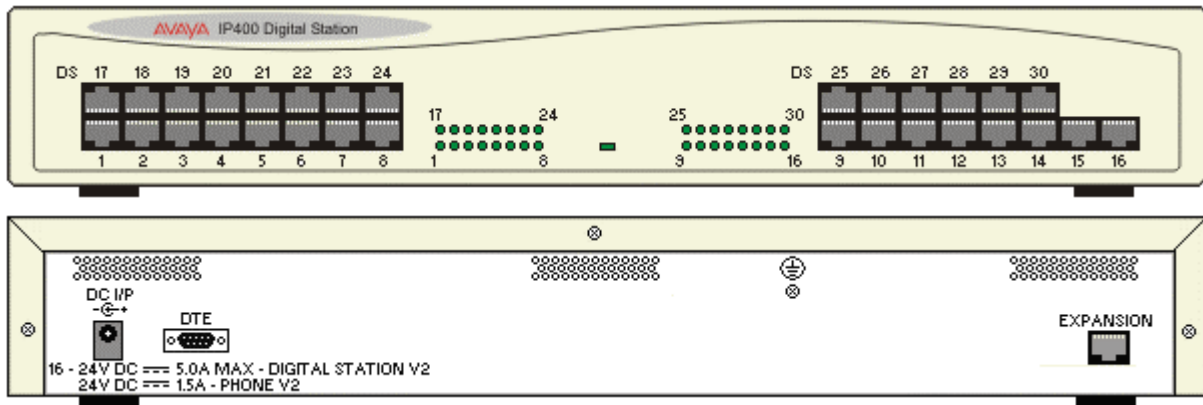 AVAYA IP400 Digital Station
DS 17 18 19 20 21 22 23 24
DS 25 26 27 28 29 30
17 24
25 30
1 8
9 16
1 2 3 4 5 6 7 8
9 10 11 12 13 14 15 16
DC I/P
- +
DTE
EXPANSION
16 - 24V DC 5.0A MAX - DIGITAL STATION V2
24V DC 1.5A - PHONE V2